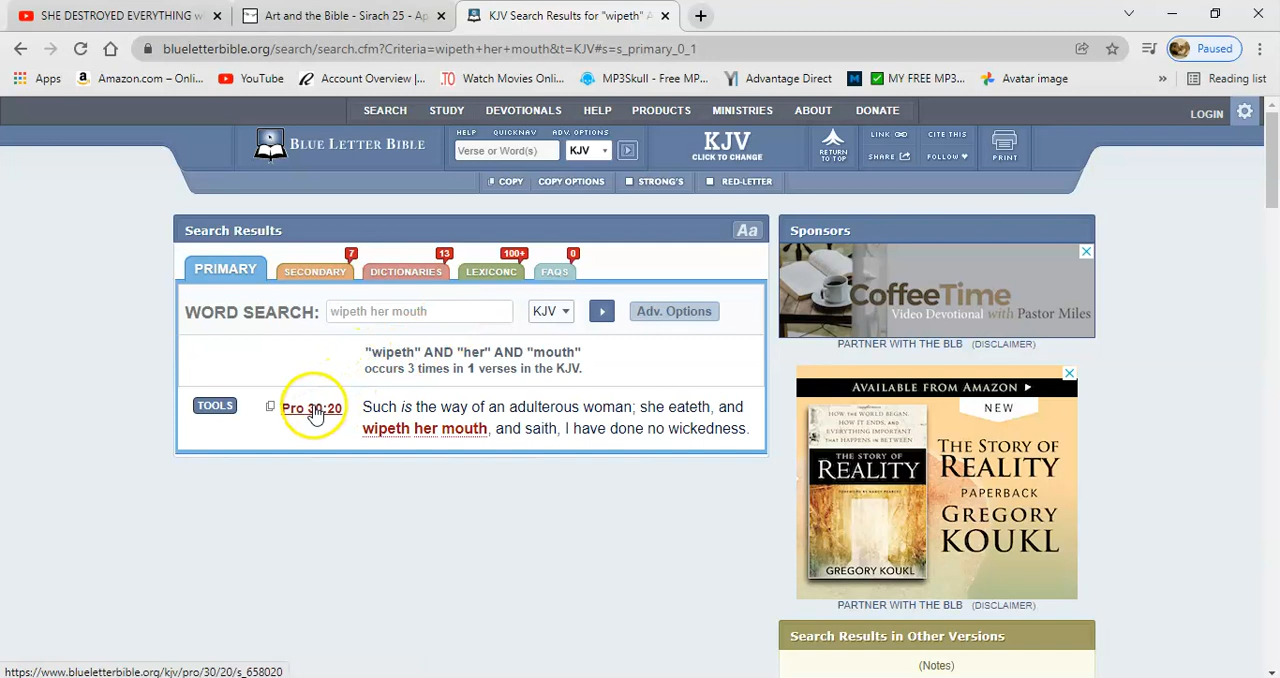 SHE DESTROYED EVERYTHING w
Art and the Bible - Sirach 25 - Ap
KJV Search Results for "wipeth" A
blueletterbible.org/search/search.cfm?Criteria=wipeth+her+mouth&t=KJV#s=s_primary_0_1
Paused
Apps
Amazon.com – Onli...
YouTube
Account Overview |...
JO Watch Movies Onli...
MP3Skull - Free MP...
Advantage Direct
MY FREE MP3...
Avatar image
»
Reading list
SEARCH STUDY DEVOTIONALS HELP PRODUCTS MINISTRIES ABOUT DONATE
LOGIN
BLUE LETTER BIBLE
HELP QUICKNAV ADV. OPTIONS
Verse or Word(s)
KJV
KJV
CLICK TO CHANGE
RETURN
TO TOP
LINK
CITE THIS
SHARE
FOLLOW
PRINT
COPY COPY OPTIONS STRONG'S RED-LETTER
Search Results
Aa
7 13 100+ 0
PRIMARY SECONDARY DICTIONARIES LEXICONC FAQS
WORD SEARCH: wipeth her mouth KJV Adv. Options
"wipeth" AND "her" AND "mouth"
occurs 3 times in 1 verses in the KJV.
TOOLS Pro 30:20 Such is the way of an adulterous woman; she eateth, and
wipeth her mouth, and saith, I have done no wickedness.
Sponsors
CoffeeTime
Video Devotional with Pastor Miles
PARTNER WITH THE BLB (DISCLAIMER)
AVAILABLE FROM AMAZON
NEW
HOW THE WORLD BEGAN,
HOW IT ENDS, and
EVERYTHING IMPORTANT
THAT HAPPENS IN BETWEEN
The STORY of
REALITY
GREGORY KOUKL
THE STORY OF
REALITY
PAPERBACK
GREGORY
KOUKL
PARTNER WITH THE BLB (DISCLAIMER)
Search Results in Other Versions
(Notes)
https://www.blueletterbible.org/kjv/pro/30/20/s_658020